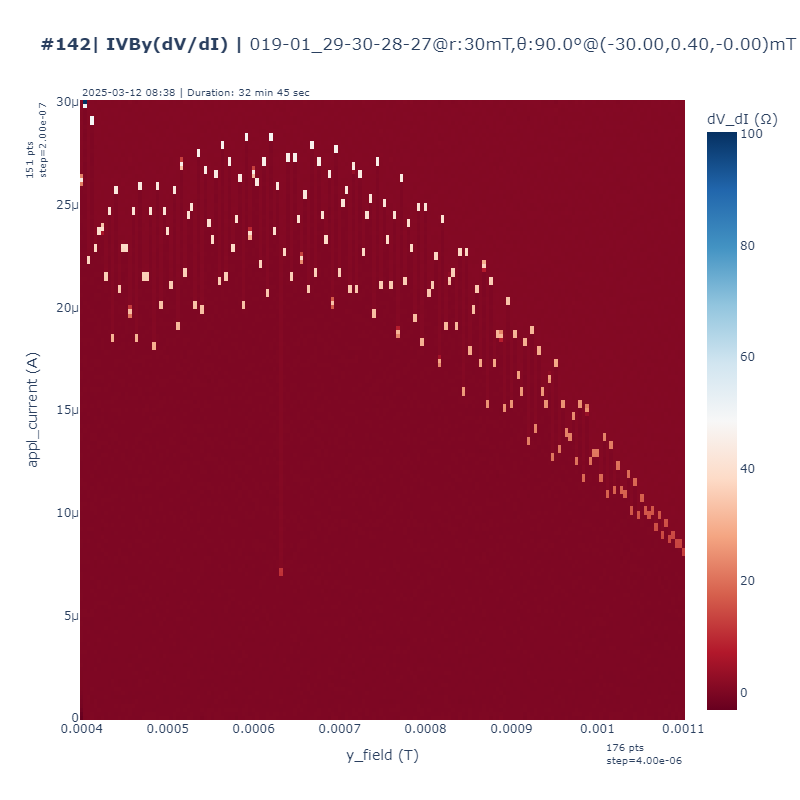 #142| IVBy(dV/dI) | 019-01_29-30-28-27@r:30mT,θ:90.0º@(-30.00,0.40,-0.00)mT
2025-03-12 08:38 | Duration: 32 min 45 sec
151 pts
step=2.00e-07
30μ
25μ
20μ
15μ
10μ
5μ
0
appl_current (A)
0.0004
0.0005
0.0006
0.0007
0.0008
0.0009
0.001
0.0011
y_field (T)
176 pts
step=4.00e-06
dV_dI (Ω)
100
80
60
40
20
0